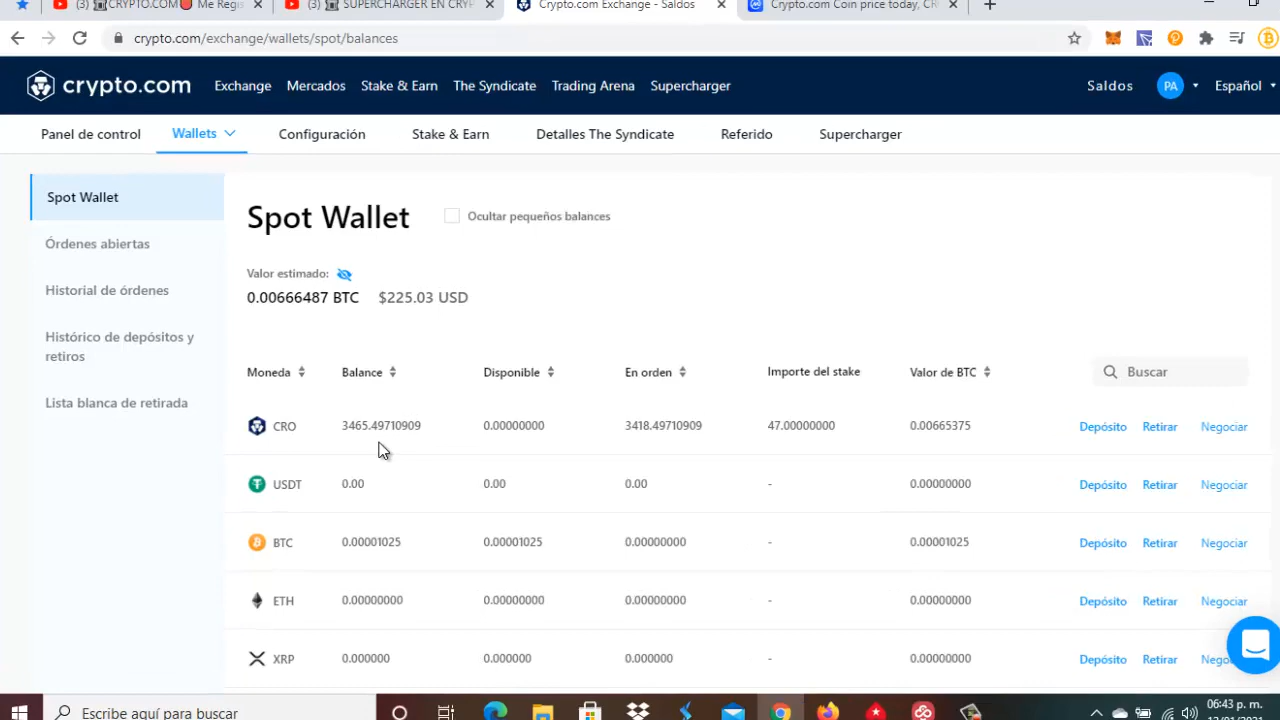 (3) CRYPTO.COM Me Regi
(3) SUPERCHARGER EN CRYP
Crypto.com Exchange - Saldos
Crypto.com Coin price today, CR
crypto.com/exchange/wallets/spot/balances
crypto.com Exchange Mercados Stake & Earn The Syndicate Trading Arena Supercharger Saldos PA Español
Panel de control Wallets Configuración Stake & Earn Detalles The Syndicate Referido Supercharger
Spot Wallet
Órdenes abiertas
Historial de órdenes
Histórico de depósitos y
retiros
Lista blanca de retirada
Spot Wallet Ocultar pequeños balances
Valor estimado:
0.00666487 BTC $225.03 USD
Moneda Balance Disponible En orden Importe del stake Valor de BTC Buscar
CRO 3465.49710909 0.00000000 3418.49710909 47.00000000 0.00665375 Depósito Retirar Negociar
USDT 0.00 0.00 0.00 - 0.00000000 Depósito Retirar Negociar
BTC 0.00001025 0.00001025 0.00000000 - 0.00001025 Depósito Retirar Negociar
ETH 0.00000000 0.00000000 0.00000000 - 0.00000000 Depósito Retirar Negociar
XRP 0.000000 0.000000 0.000000 - 0.00000000 Depósito Retirar Nego
Escribe aquí para buscar
06:43 p. m.